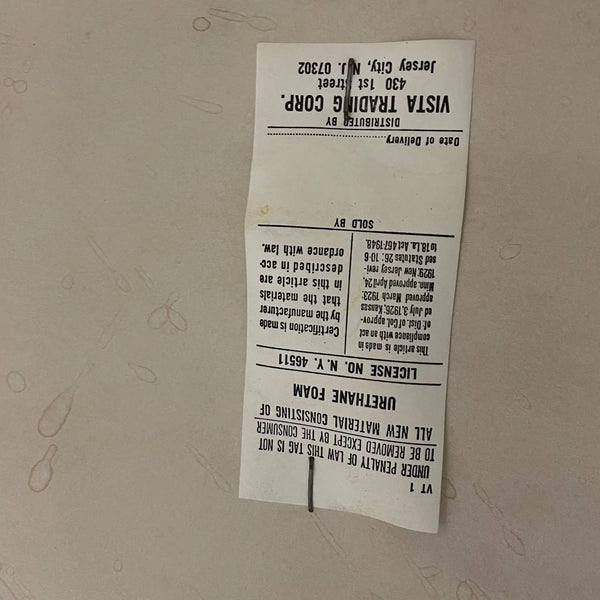 VT 1
UNDER PENALTY OF LAW THIS TAG IS NOT
TO BE REMOVED EXCEPT BY THE CONSUMER
ALL NEW MATERIAL CONSISTING OF
URETHANE FOAM
LICENSE NO. N. Y. 46511
This article is made in
compliance with an act
of: Dist. of Col. approv-
ed July 3, 1926; Kansas
approved March 1923;
Minn. approved April 24,
1929; New Jersey revi-
sed Statutes 26: 10-6
to 18. La. Act 467-1948.
Certification is made
by the manufacturer
that the materials
in this article are
described in acc-
ordance with law.
SOLD BY
Date of Delivery
DISTRIBUTED BY
VISTA TRADING CORP.
430 1st Street
Jersey City, N.J. 07302